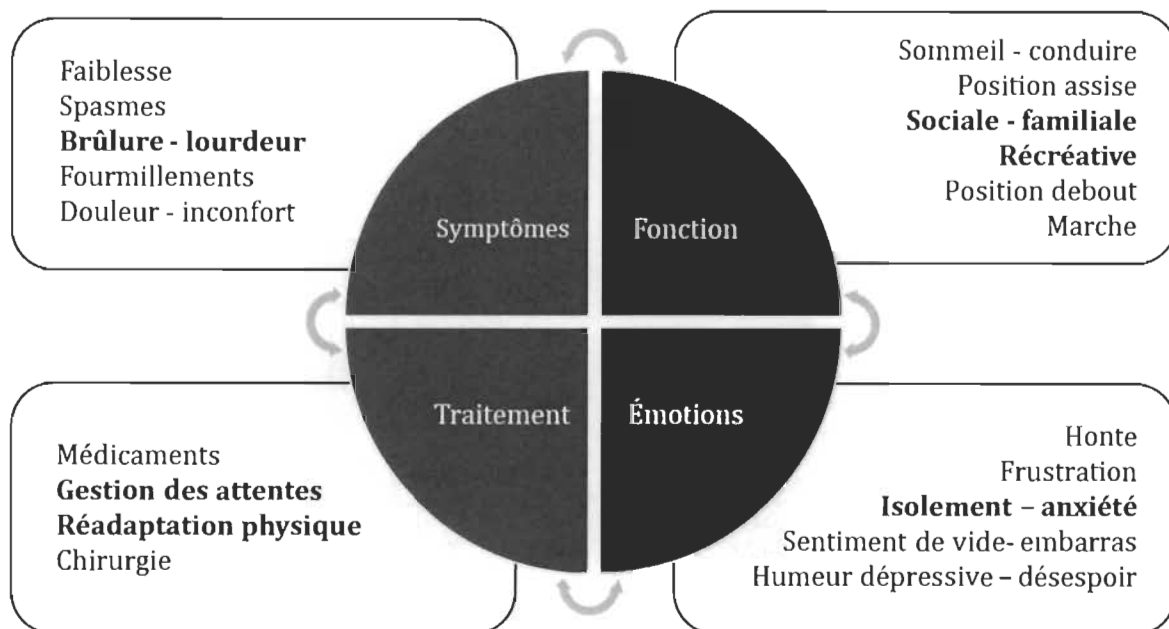 Faiblesse
Spasmes
Brûlure - lourdeur
Fourmillements
Douleur - inconfort
Sommeil - conduire
Position assise
Sociale - familiale
Récréative
Position debout
Marche
Symptômes
Fonction
Traitement
Émotions
Médicaments
Gestion des attentes
Réadaptation physique
Chirurgie
Honte
Frustration
Isolement – anxiété
Sentiment de vide- embarras
Humeur dépressive – désespoir